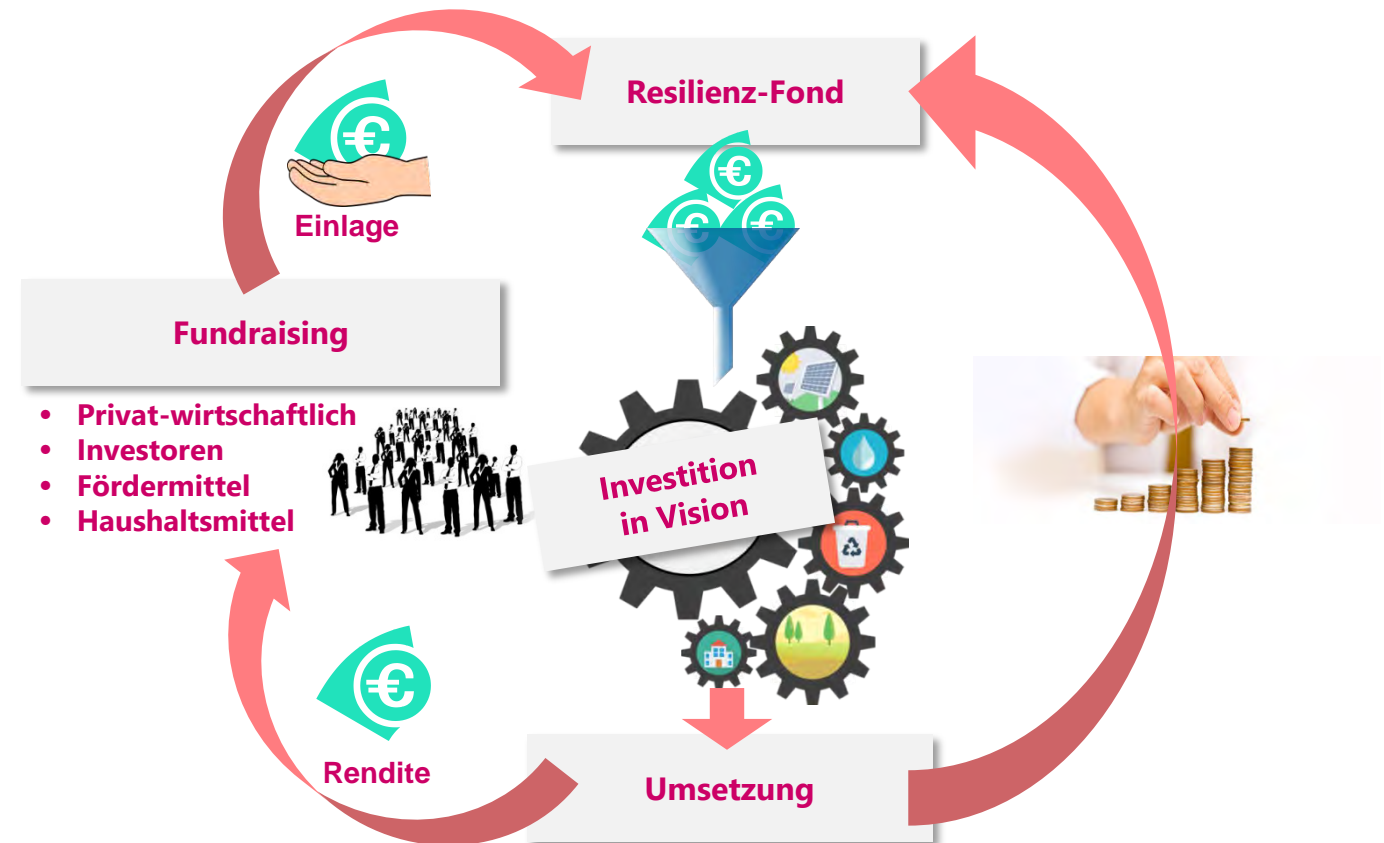 Resilienz-Fond
€
€
€
€
Einlage
Fundraising
• Privat-wirtschaftlich
• Investoren
• Fördermittel
• Haushaltsmittel
Investition
in Vision
€
Rendite
Umsetzung